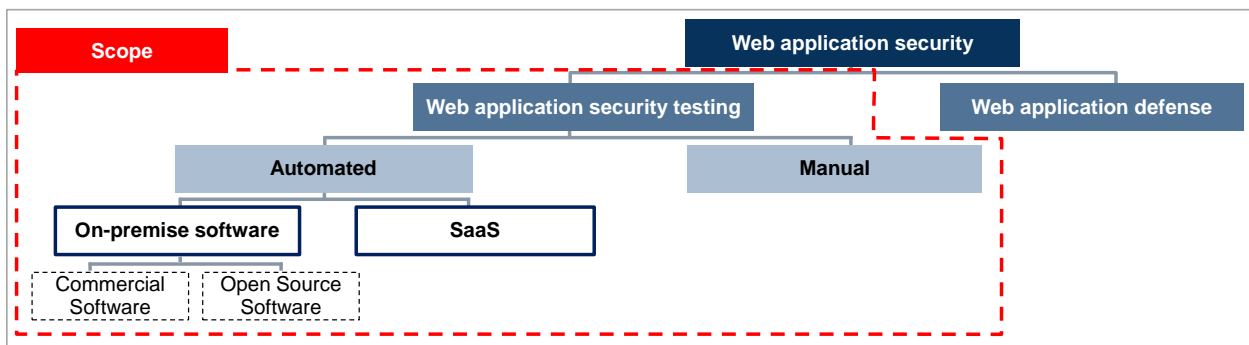 Scope
Web application security
Web application security testing
Web application defense
Automated
Manual
On-premise software
SaaS
Commercial
Software
Open Source
Software